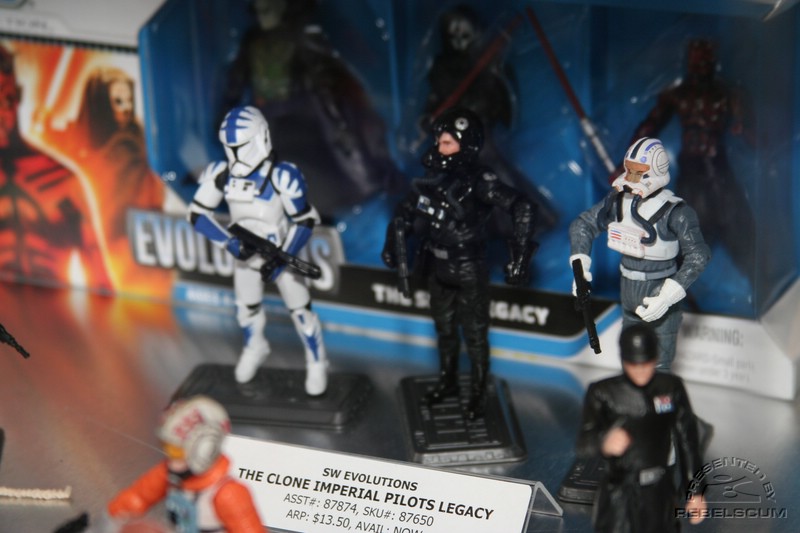 EVOLUTIONS
THE SITH LEGACY
WARNING:
SW EVOLUTIONS
THE CLONE IMPERIAL PILOTS LEGACY
ASST#: 87874, SKU#: 87650
ARP: $13.50, AVAIL: NOW
PRESENTED BY
REBELSCUM